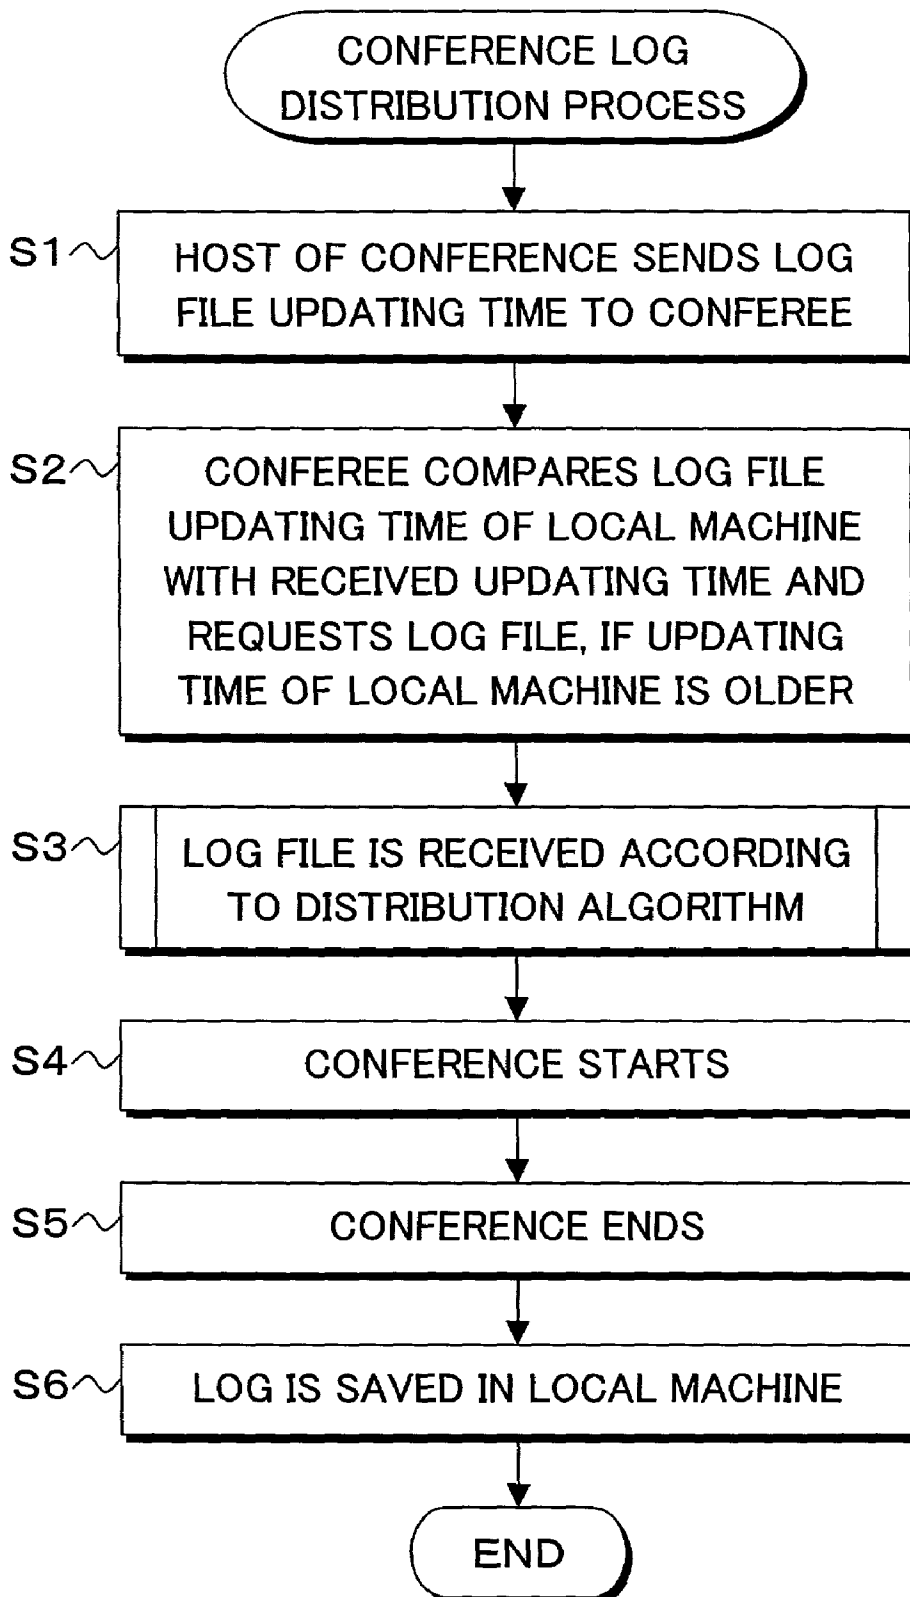 CONFERENCE LOG
DISTRIBUTION PROCESS
S1
HOST OF CONFERENCE SENDS LOG
FILE UPDATING TIME TO CONFEREE
S2
CONFEREE COMPARES LOG FILE
UPDATING TIME OF LOCAL MACHINE
WITH RECEIVED UPDATING TIME AND
REQUESTS LOG FILE, IF UPDATING
TIME OF LOCAL MACHINE IS OLDER
S3
LOG FILE IS RECEIVED ACCORDING
TO DISTRIBUTION ALGORITHM
S4
CONFERENCE STARTS
S5
CONFERENCE ENDS
S6
LOG IS SAVED IN LOCAL MACHINE
END